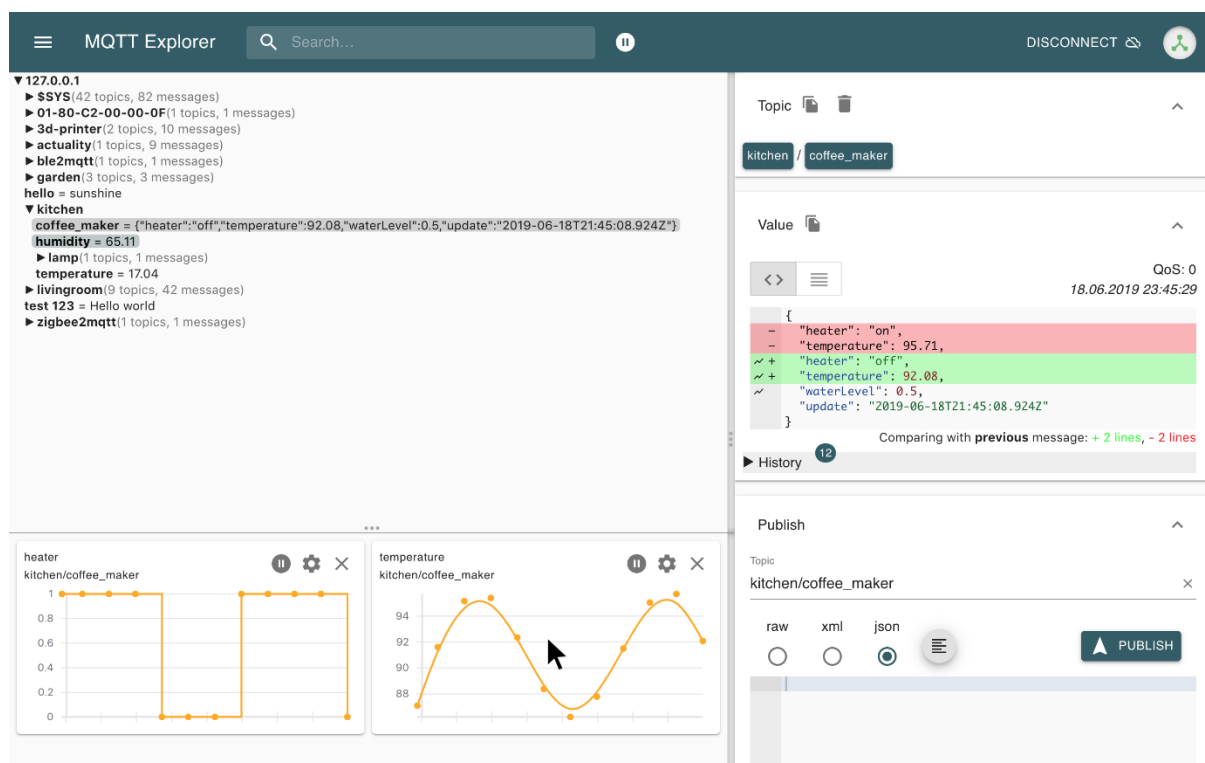 MQTT Explorer
Search...
DISCONNECT
▼ 127.0.0.1
▶ $SYS(42 topics, 82 messages)
▶ 01-80-C2-00-00-0F(1 topics, 1 messages)
▶ 3d-printer(2 topics, 10 messages)
▶ actuality(1 topics, 9 messages)
▶ ble2mqtt(1 topics, 1 messages)
▶ garden(3 topics, 3 messages)
hello = sunshine
▼ kitchen
coffee_maker = {"heater":"off","temperature":92.08,"waterLevel":0.5,"update":"2019-06-18T21:45:08.924Z"}
humidity = 65.11
▶ lamp(1 topics, 1 messages)
temperature = 17.04
▶ livingroom(9 topics, 42 messages)
test 123 = Hello world
▶ zigbee2mqtt(1 topics, 1 messages)
heater
kitchen/coffee_maker
1
0.8
0.6
0.4
0.2
0
temperature
kitchen/coffee_maker
94
92
90
88
Topic
kitchen / coffee_maker
Value
QoS: 0
18.06.2019 23:45:29
{
- "heater": "on",
- "temperature": 95.71,
+ "heater": "off",
+ "temperature": 92.08,
"waterLevel": 0.5,
"update": "2019-06-18T21:45:08.924Z"
}
Comparing with previous message: + 2 lines, - 2 lines
▶ History 12
Publish
Topic
kitchen/coffee_maker
raw xml json
PUBLISH